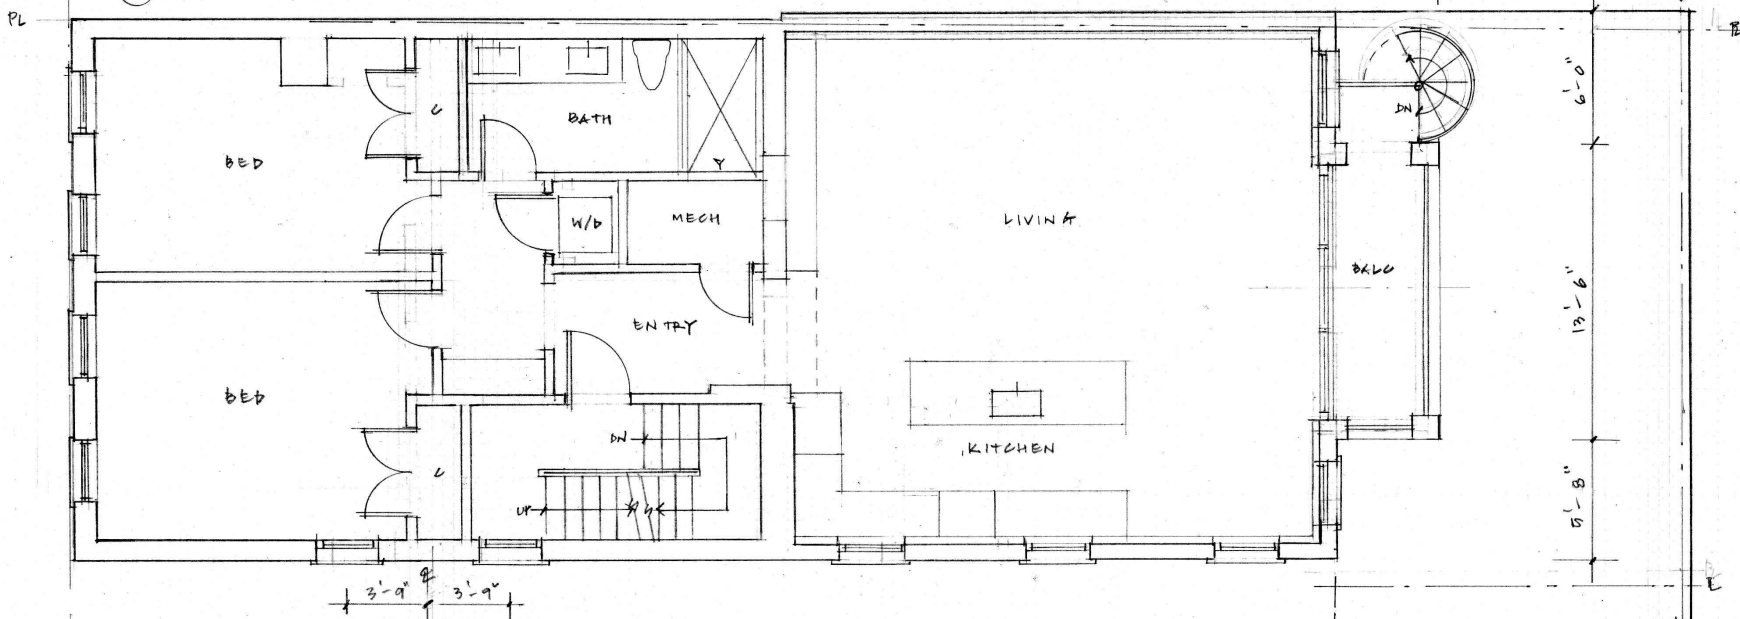 PL
PL
6'-0"
C
BATH
DN
BED
W/D
MECH
LIVING
BALC
13'-6"
ENTRY
BED
DN
KITCHEN
C
UP
5'-8"
3'-9"
3'-9"